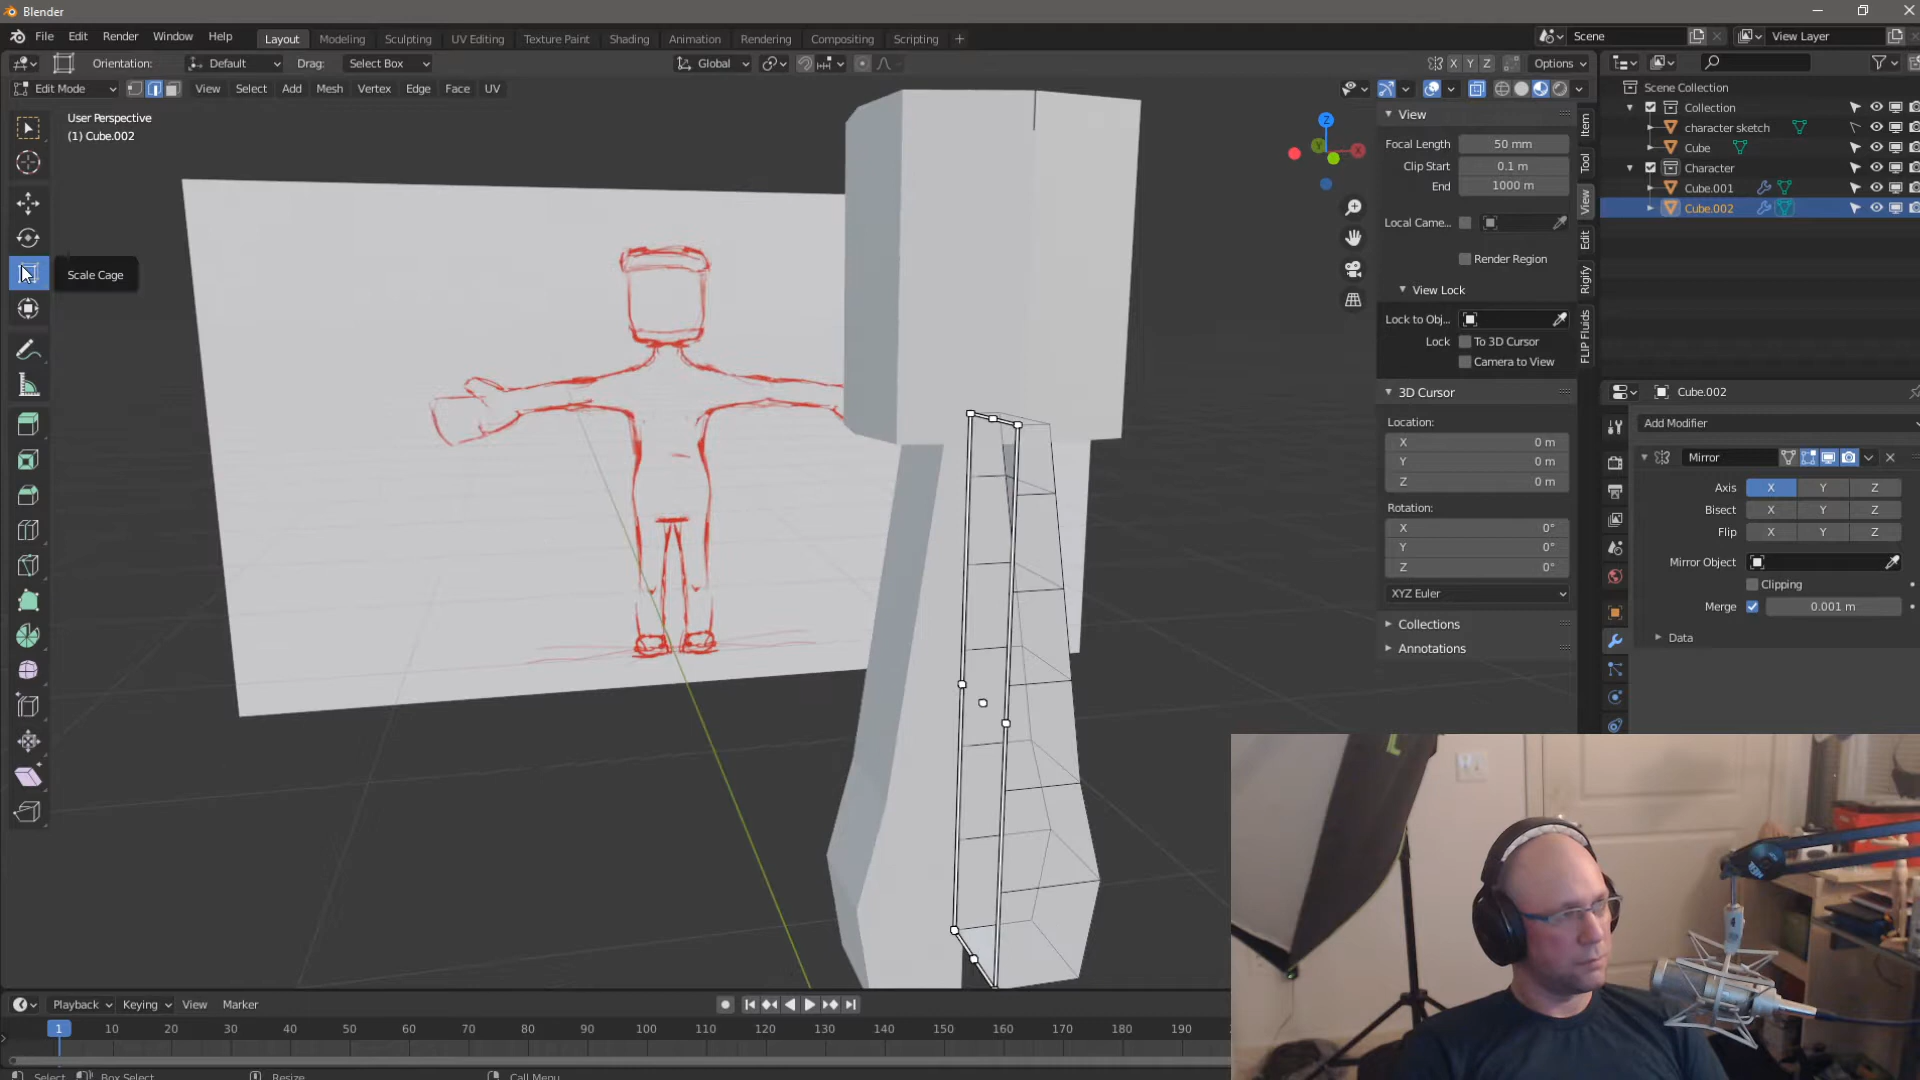 Blender
File Edit Render Window Help
Layout Modeling Sculpting UV Editing Texture Paint Shading Animation Rendering Compositing Scripting +
Scene
View Layer
Orientation: Default Drag: Select Box
Global
X Y Z Options
Edit Mode View Select Add Mesh Vertex Edge Face UV
User Perspective
(1) Cube.002
Scale Cage
Z
Y
X
View
Focal Length 50 mm
Clip Start 0.1 m
End 1000 m
Local Came...
Render Region
View Lock
Lock to Obj...
Lock To 3D Cursor
Camera to View
3D Cursor
Location:
X 0 m
Y 0 m
Z 0 m
Rotation:
X 0°
Y 0°
Z 0°
XYZ Euler
Collections
Annotations
Item
Tool
View
Edit
Rigify
FLIP Fluids
Scene Collection
Collection
character sketch
Cube
Character
Cube.001
Cube.002
Cube.002
Add Modifier
Mirror
Axis X Y Z
Bisect X Y Z
Flip X Y Z
Mirror Object
Clipping
Merge 0.001 m
Data
Playback Keying View Marker
1 10 20 30 40 50 60 70 80 90 100 110 120 130 140 150 160 170 180 190
Select Box Select Resize Call Menu